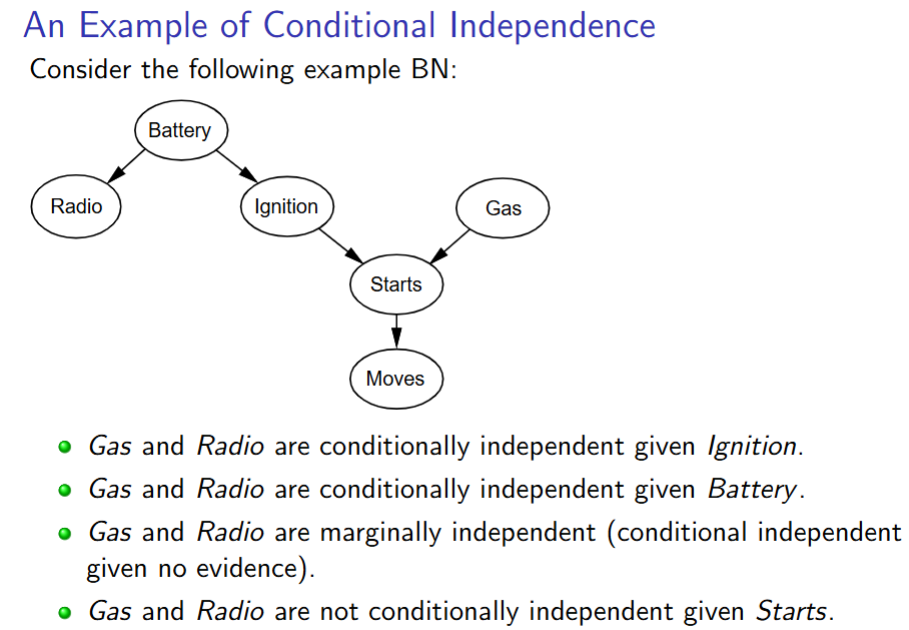 An Example of Conditional Independence
Consider the following example BN:
Battery
Radio
Ignition
Gas
Starts
Moves
Gas and Radio are conditionally independent given Ignition.
Gas and Radio are conditionally independent given Battery.
Gas and Radio are marginally independent (conditional independent
given no evidence).
Gas and Radio are not conditionally independent given Starts.